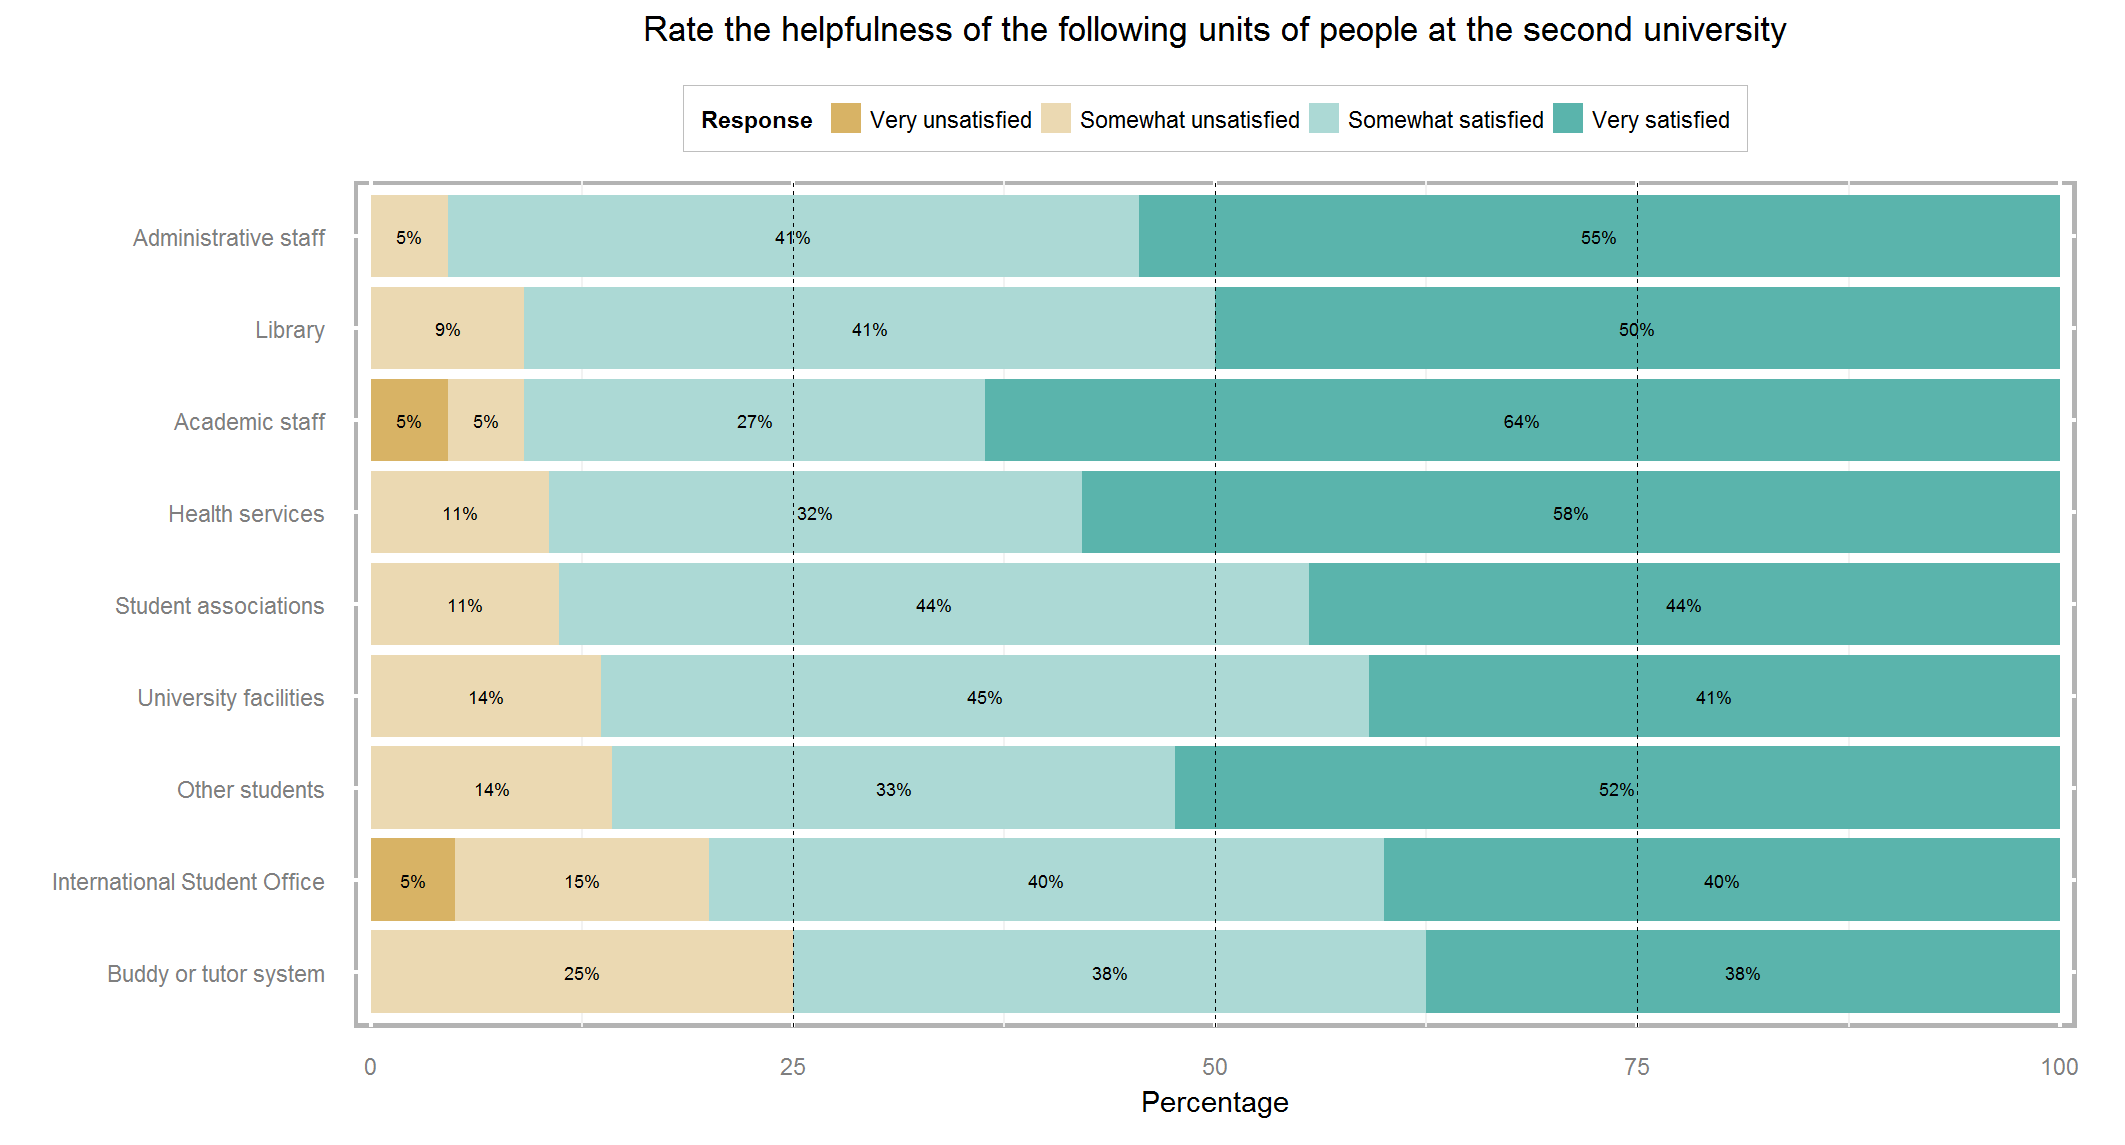 Rate the helpfulness of the following units of people at the second university
Response Very unsatisfied Somewhat unsatisfied Somewhat satisfied Very satisfied
Administrative staff 5% 41% 55%
Library 9% 41% 50%
Academic staff 5% 5% 27% 64%
Health services 11% 32% 58%
Student associations 11% 44% 44%
University facilities 14% 45% 41%
Other students 14% 33% 52%
International Student Office 5% 15% 40% 40%
Buddy or tutor system 25% 38% 38%
0 25 50 75 100
Percentage